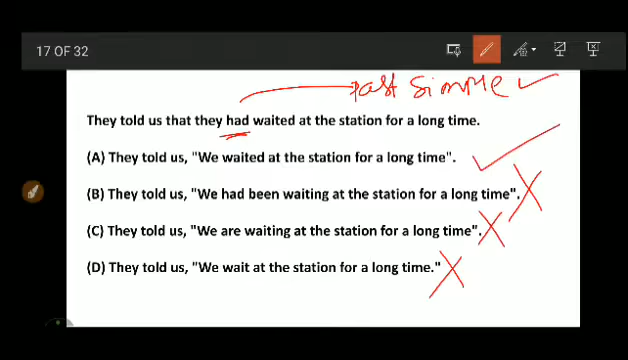 17 OF 32
past simple
They told us that they had waited at the station for a long time.
(A) They told us, "We waited at the station for a long time".
(B) They told us, "We had been waiting at the station for a long time".
(C) They told us, "We are waiting at the station for a long time".
(D) They told us, "We wait at the station for a long time."